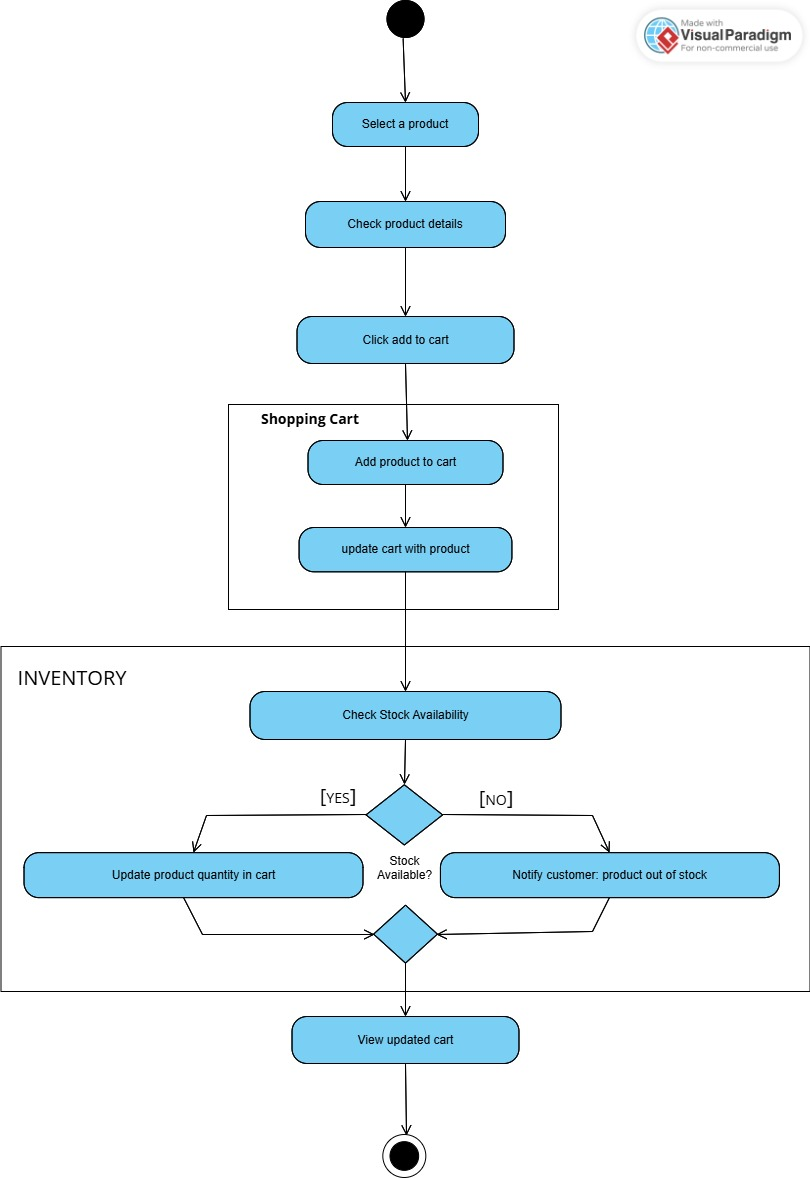 Made with
VisualParadigm
For non-commercial use
Select a product
Check product details
Click add to cart
Shopping Cart
Add product to cart
update cart with product
INVENTORY
Check Stock Availability
[YES]
[NO]
Stock
Available?
Update product quantity in cart
Notify customer: product out of stock
View updated cart